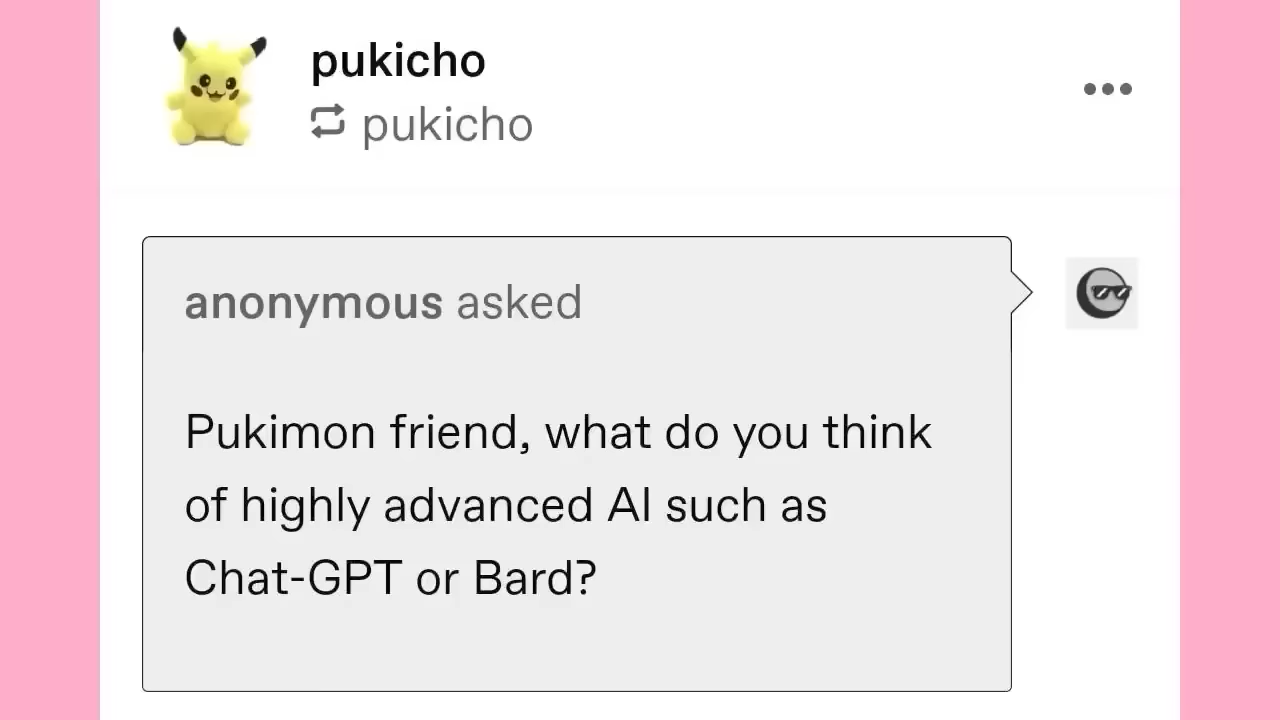 pukicho
pukicho
anonymous asked
Pukimon friend, what do you think
of highly advanced AI such as
Chat-GPT or Bard?